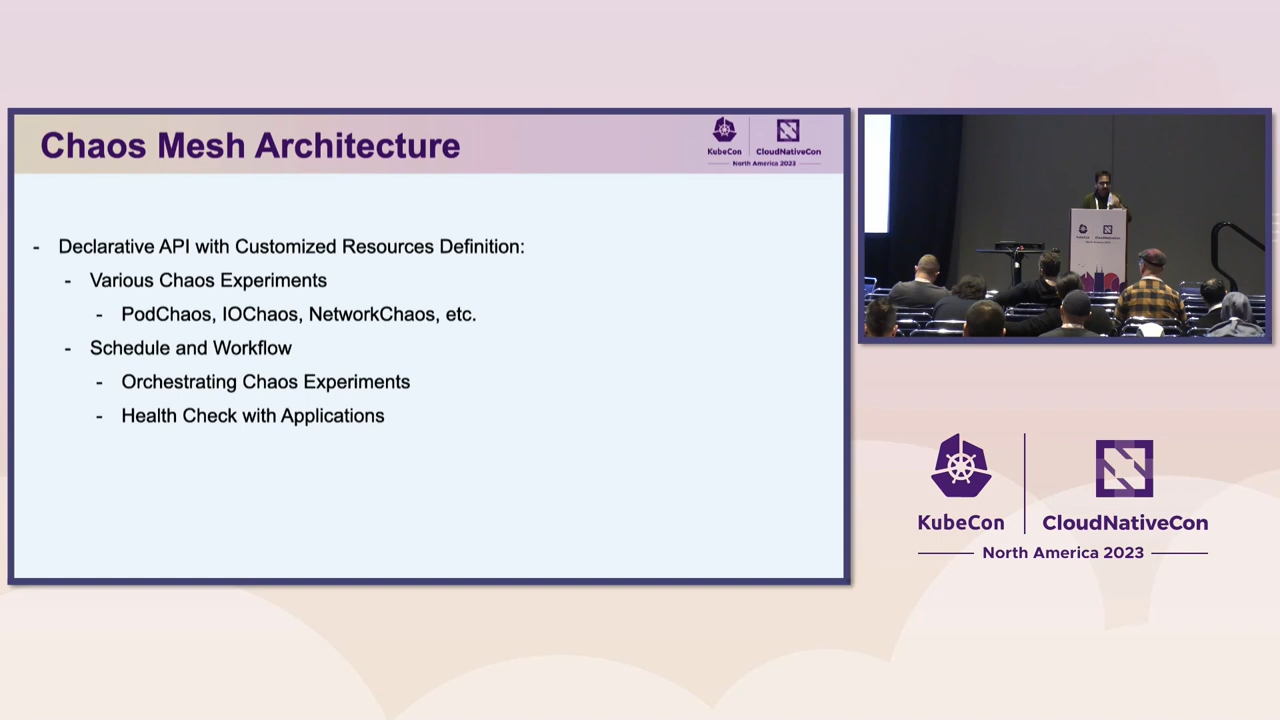 Chaos Mesh Architecture
KubeCon
CloudNativeCon
North America 2023
- Declarative API with Customized Resources Definition:
- Various Chaos Experiments
- PodChaos, IOChaos, NetworkChaos, etc.
- Schedule and Workflow
- Orchestrating Chaos Experiments
- Health Check with Applications
KubeCon
CloudNativeCon
North America 2023